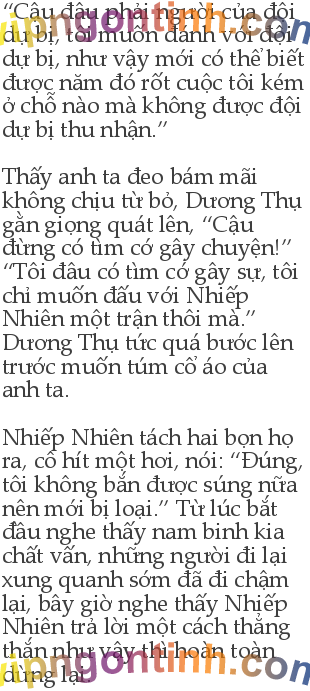 “Cậu đâu phải người của đội
dự bị, tôi muốn đánh với đội
dự bị, như vậy mới có thể biết
được năm đó rốt cuộc tôi kém
ở chỗ nào mà không được đội
dự bị thu nhận.”
Thấy anh ta đeo bám mãi
không chịu từ bỏ, Dương Thụ
gằn giọng quát lên, “Cậu
đừng có tìm cớ gây chuyện!”
“Tôi đâu có tìm cớ gây sự, tôi
chỉ muốn đấu với Nhiếp
Nhiên một trận thôi mà.”
Dương Thụ tức quá bước lên
trước muốn túm cổ áo của
anh ta.
Nhiếp Nhiên tách hai bọn họ
ra, cô hít một hơi, nói: “Đúng,
tôi không bắn được súng nữa
nên mới bị loại.” Từ lúc bắt
đầu nghe thấy nam binh kia
chất vấn, những người đi lại
xung quanh sớm đã đi chậm
lại, bây giờ nghe thấy Nhiếp
Nhiên trả lời một cách thẳng
thắn như vậy thì hoàn toàn
dừng lại.
vipngontinh.com
vipngontinh.com